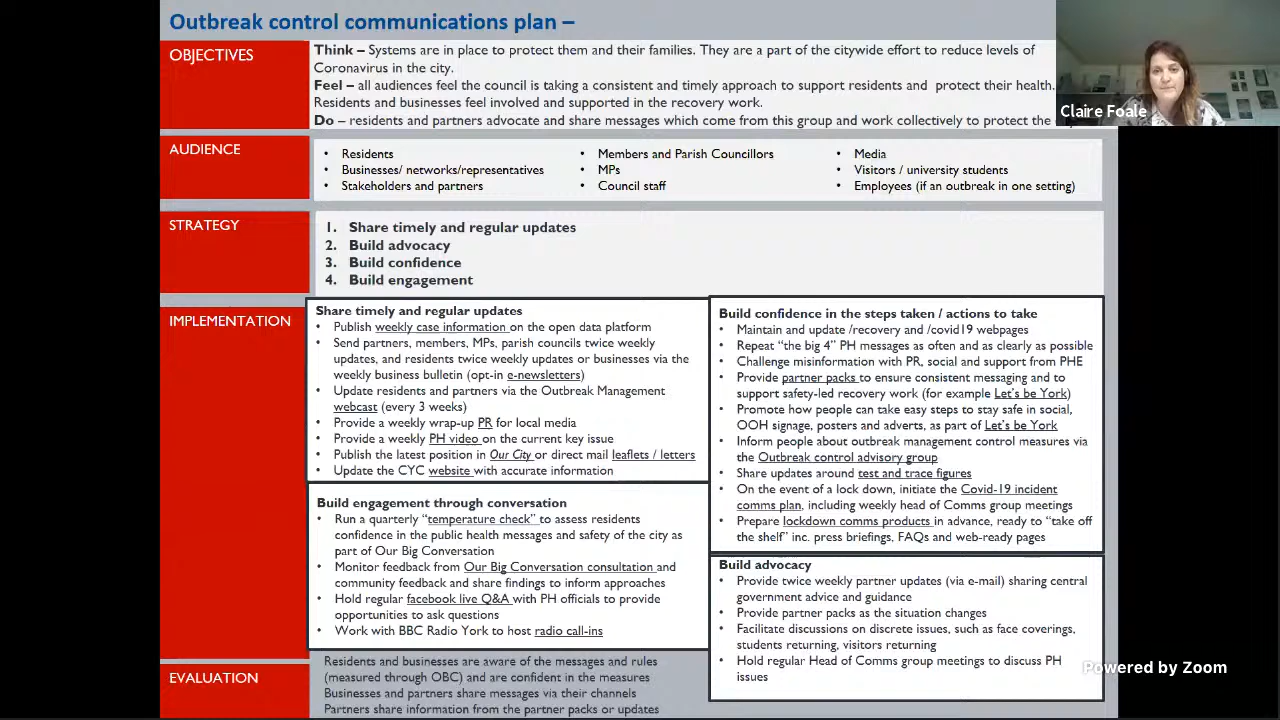 Outbreak control communications plan –
OBJECTIVES
Think – Systems are in place to protect them and their families. They are a part of the citywide effort to reduce levels of
Coronavirus in the city.
Feel – all audiences feel the council is taking a consistent and timely approach to support residents and protect their health.
Residents and businesses feel involved and supported in the recovery work.
Do – residents and partners advocate and share messages which come from this group and work collectively to protect the
Claire Foale
AUDIENCE
• Residents
• Businesses/ networks/representatives
• Stakeholders and partners
• Members and Parish Councillors
• MPs
• Council staff
• Media
• Visitors / university students
• Employees (if an outbreak in one setting)
STRATEGY
1. Share timely and regular updates
2. Build advocacy
3. Build confidence
4. Build engagement
IMPLEMENTATION
Share timely and regular updates
• Publish weekly case information on the open data platform
• Send partners, members, MPs, parish councils twice weekly
updates, and residents twice weekly updates or businesses via the
weekly business bulletin (opt-in e-newsletters)
• Update residents and partners via the Outbreak Management
webcast (every 3 weeks)
• Provide a weekly wrap-up PR for local media
• Provide a weekly PH video on the current key issue
• Publish the latest position in Our City or direct mail leaflets / letters
• Update the CYC website with accurate information
Build engagement through conversation
• Run a quarterly “temperature check” to assess residents
confidence in the public health messages and safety of the city as
part of Our Big Conversation
• Monitor feedback from Our Big Conversation consultation and
community feedback and share findings to inform approaches
• Hold regular facebook live Q&A with PH officials to provide
opportunities to ask questions
• Work with BBC Radio York to host radio call-ins
Build confidence in the steps taken / actions to take
• Maintain and update /recovery and /covid19 webpages
• Repeat “the big 4” PH messages as often and as clearly as possible
• Challenge misinformation with PR, social and support from PHE
• Provide partner packs to ensure consistent messaging and to
support safety-led recovery work (for example Let's be York)
• Promote how people can take easy steps to stay safe in social,
OOH signage, posters and adverts, as part of Let's be York
• Inform people about outbreak management control measures via
the Outbreak control advisory group
• Share updates around test and trace figures
• On the event of a lock down, initiate the Covid-19 incident
comms plan, including weekly head of Comms group meetings
• Prepare lockdown comms products in advance, ready to “take off
the shelf” inc. press briefings, FAQs and web-ready pages
Build advocacy
• Provide twice weekly partner updates (via e-mail) sharing central
government advice and guidance
• Provide partner packs as the situation changes
• Facilitate discussions on discrete issues, such as face coverings,
students returning, visitors returning
• Hold regular Head of Comms group meetings to discuss PH
issues
EVALUATION
Residents and businesses are aware of the messages and rules
(measured through OBC) and are confident in the measures
Businesses and partners share messages via their channels
Partners share information from the partner packs or updates
Powered by Zoom